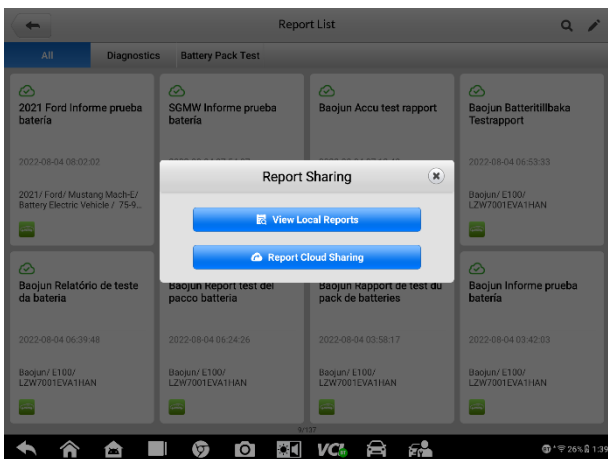 Report List
All
Diagnostics
Battery Pack Test
2021 Ford Informe prueba
batería
2022-08-04 08:02:02
2021/ Ford/ Mustang Mach-E/
Battery Electric Vehicle / 75-9...
SGMW Informe prueba
batería
Baojun Accu test rapport
Baojun Batteritillbaka
Testrapport
2022-08-04 06:53:33
Baojun/ E100/
LZW7001EVA1HAN
Report Sharing
View Local Reports
Report Cloud Sharing
Baojun Relatório de teste
da bateria
2022-08-04 06:39:48
Baojun/ E100/
LZW7001EVA1HAN
Baojun Report test del
pacco batteria
2022-08-04 06:24:26
Baojun/ E100/
LZW7001EVA1HAN
Baojun Rapport de test du
pack de batteries
2022-08-04 03:58:17
Baojun/ E100/
LZW7001EVA1HAN
Baojun Informe prueba
batería
2022-08-04 03:42:03
Baojun/ E100/
LZW7001EVA1HAN
VCI
26%
1:39